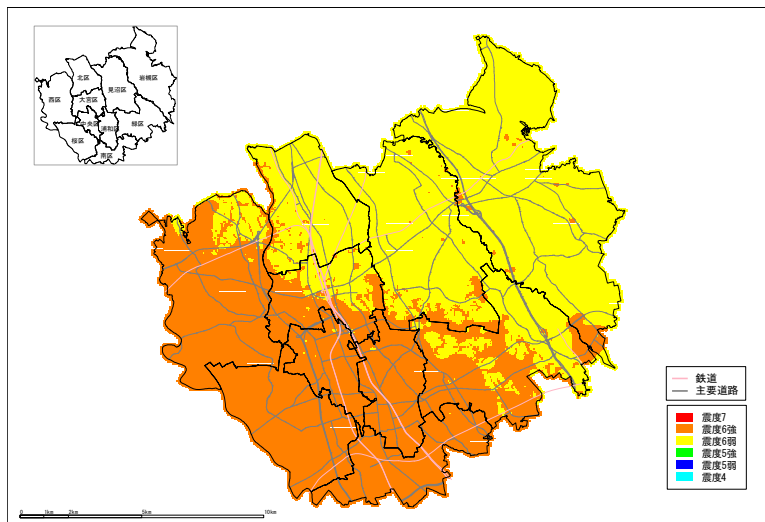 岩槻区
北区
見沼区
西区
大宮区
中央区
浦和区
緑区
桜区
南区
鉄道
主要道路
震度7
震度6強
震度6弱
震度5強
震度5弱
震度4
0 1km 2km 5km 10km